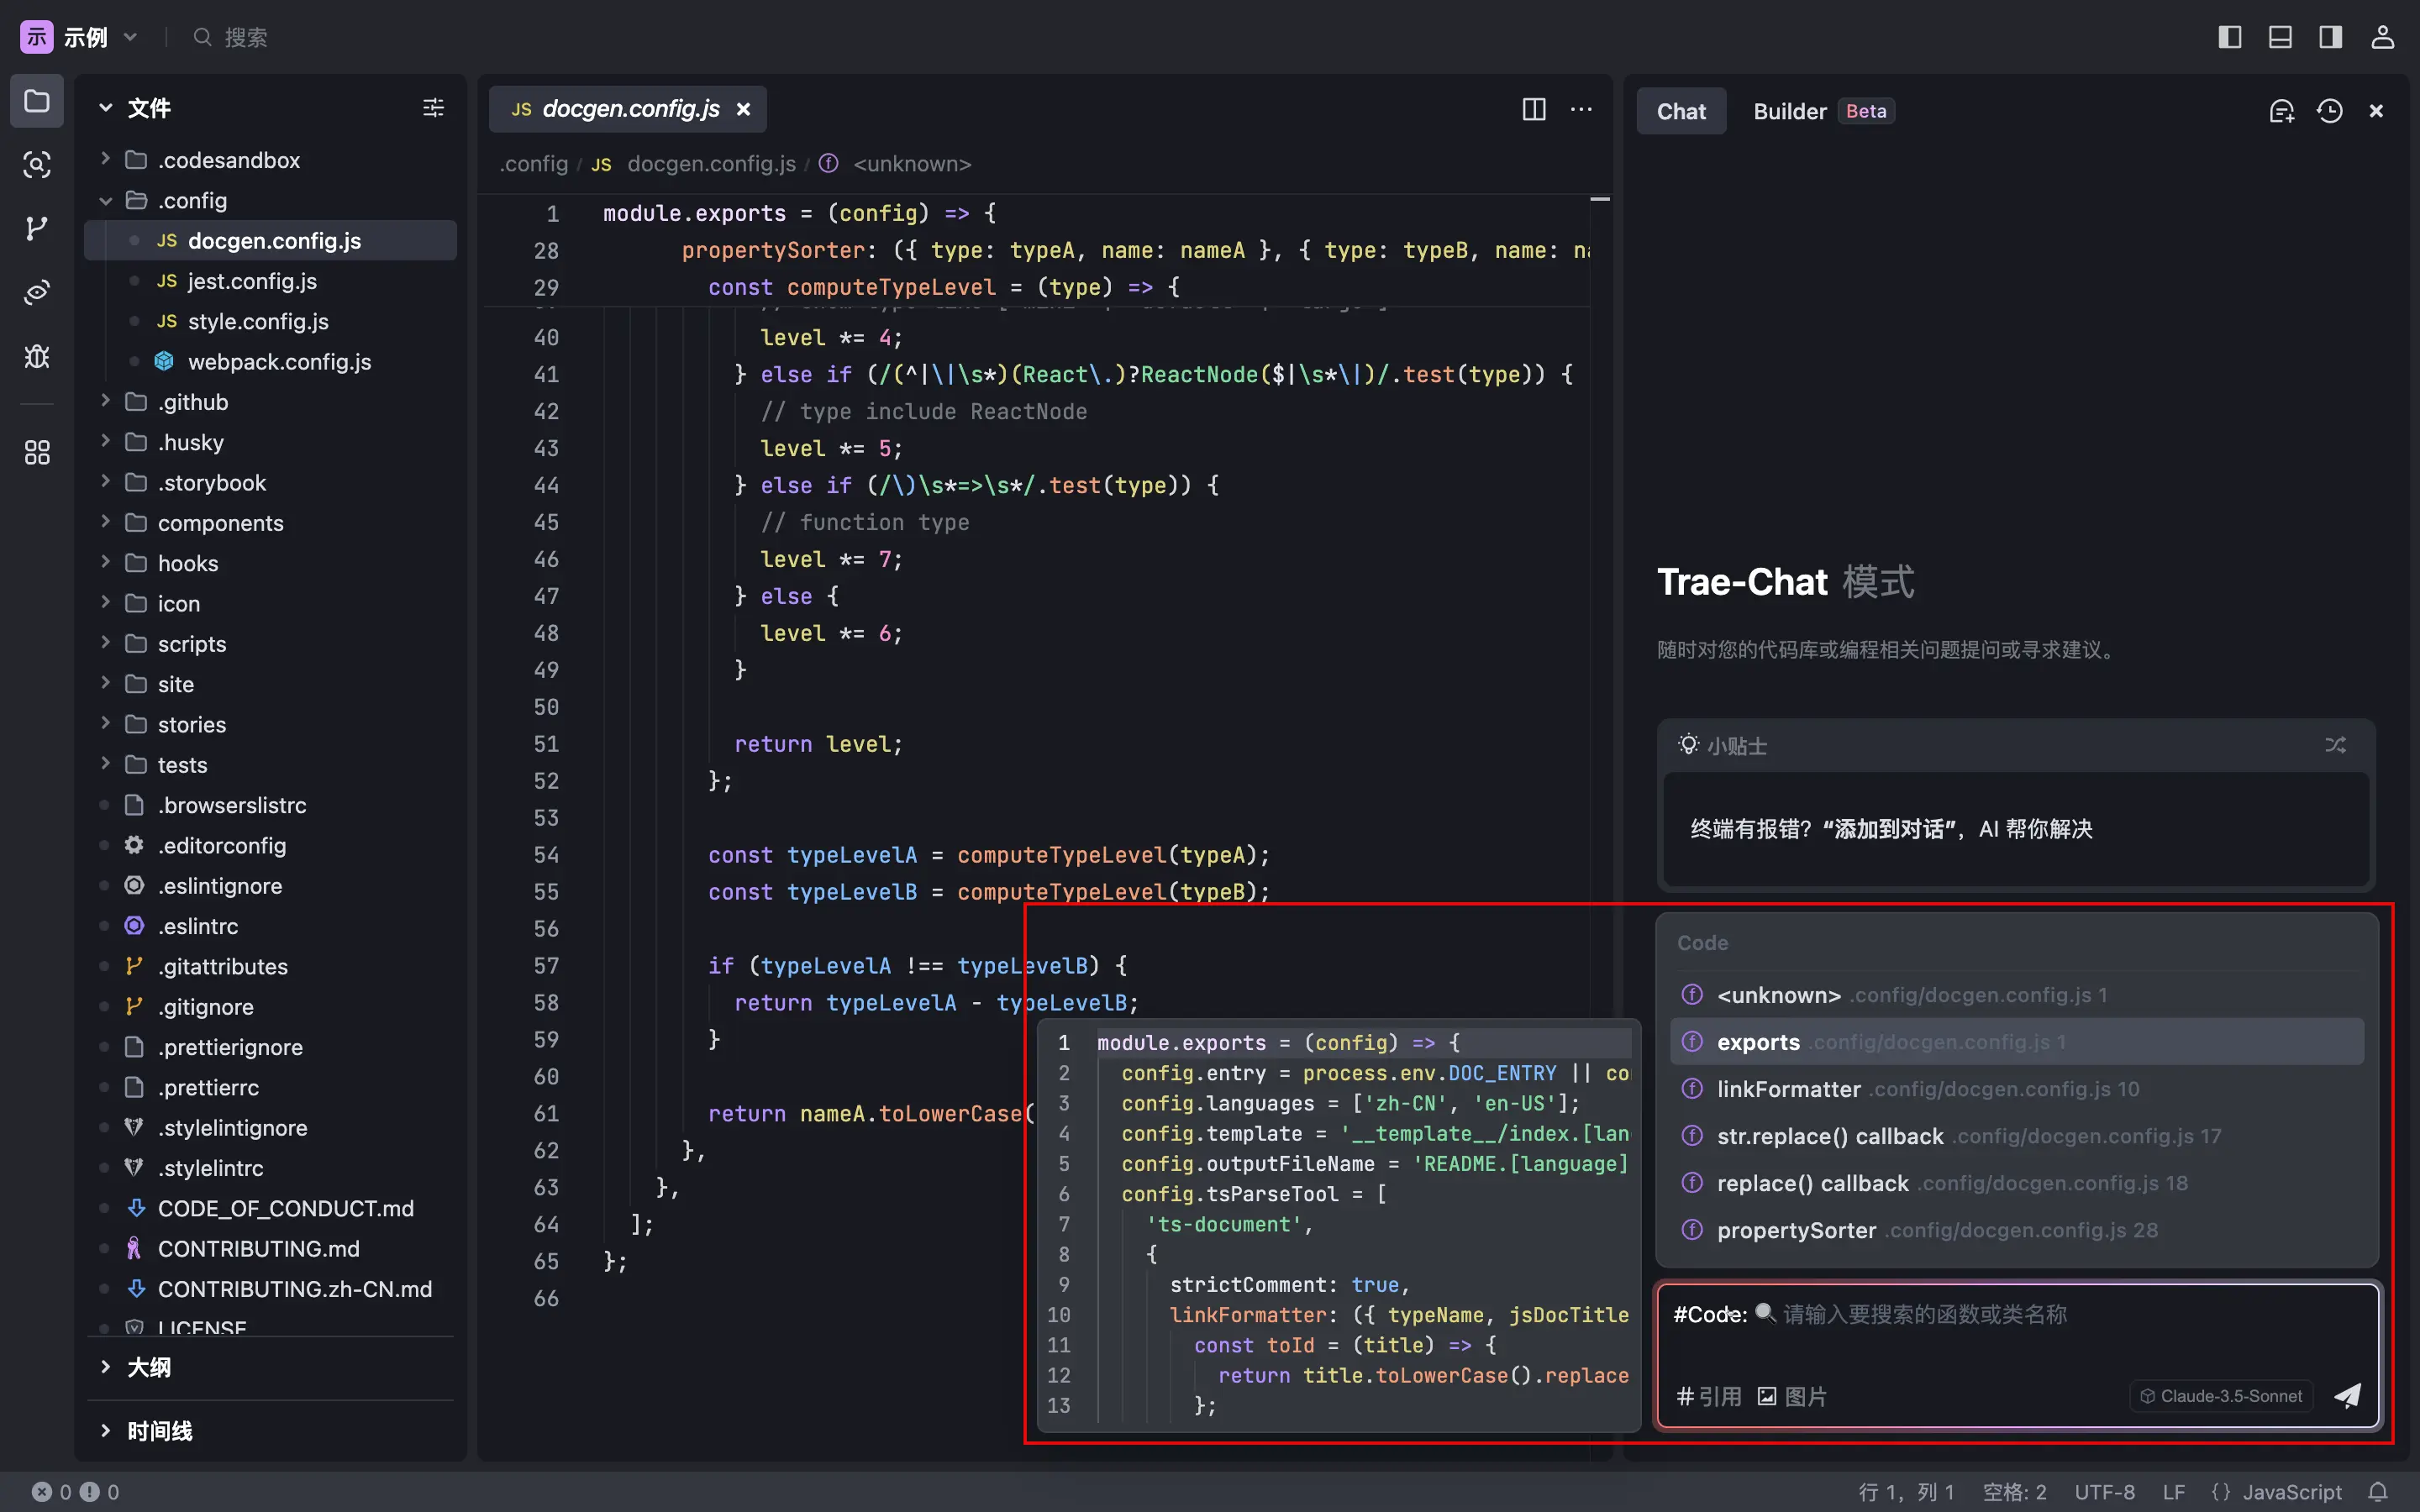 示 示例 搜索
文件
.codesandbox
.config
JS docgen.config.js
JS jest.config.js
JS style.config.js
webpack.config.js
.github
.husky
.storybook
components
hooks
icon
scripts
site
stories
tests
.browserslistrc
.editorconfig
.eslintignore
.eslintrc
.gitattributes
.gitignore
.prettierignore
.prettierrc
.stylelintignore
.stylelintrc
CODE_OF_CONDUCT.md
CONTRIBUTING.md
CONTRIBUTING.zh-CN.md
LICENSE
大纲
时间线
JS docgen.config.js
.config / JS docgen.config.js / <unknown>
1 module.exports = (config) => {
28 propertySorter: ({ type: typeA, name: nameA }, { type: typeB, name: na
29 const computeTypeLevel = (type) => {
40 level *= 4;
41 } else if (/(^|\|\s*)(React\.)?ReactNode($|\s*\|)/.test(type)) {
42 // type include ReactNode
43 level *= 5;
44 } else if (/\)\s*=>\s*/.test(type)) {
45 // function type
46 level *= 7;
47 } else {
48 level *= 6;
49 }
50
51 return level;
52 };
53
54 const typeLevelA = computeTypeLevel(typeA);
55 const typeLevelB = computeTypeLevel(typeB);
56
57 if (typeLevelA !== typeLevelB) {
58 return typeLevelA - typeLevelB;
59 }
60
61 return nameA.toLowerCase(
62 },
63 },
64 ];
65 };
66
1 module.exports = (config) => {
2 config.entry = process.env.DOC_ENTRY || co
3 config.languages = ['zh-CN', 'en-US'];
4 config.template = '__template__/index.[lan
5 config.outputFileName = 'README.[language]
6 config.tsParseTool = [
7 'ts-document',
8 {
9 strictComment: true,
10 linkFormatter: ({ typeName, jsDocTitle
11 const toId = (title) => {
12 return title.toLowerCase().replace
13 };
Chat Builder Beta
Trae-Chat 模式
随时对您的代码库或编程相关问题提问或寻求建议。
小贴士
终端有报错？“添加到对话”，AI 帮你解决
Code
<unknown> .config/docgen.config.js 1
exports .config/docgen.config.js 1
linkFormatter .config/docgen.config.js 10
str.replace() callback .config/docgen.config.js 17
replace() callback .config/docgen.config.js 18
propertySorter .config/docgen.config.js 28
#Code: 请输入要搜索的函数或类名称
# 引用 图片 Claude-3.5-Sonnet
0 0 行 1，列 1 空格: 2 UTF-8 LF {} JavaScript